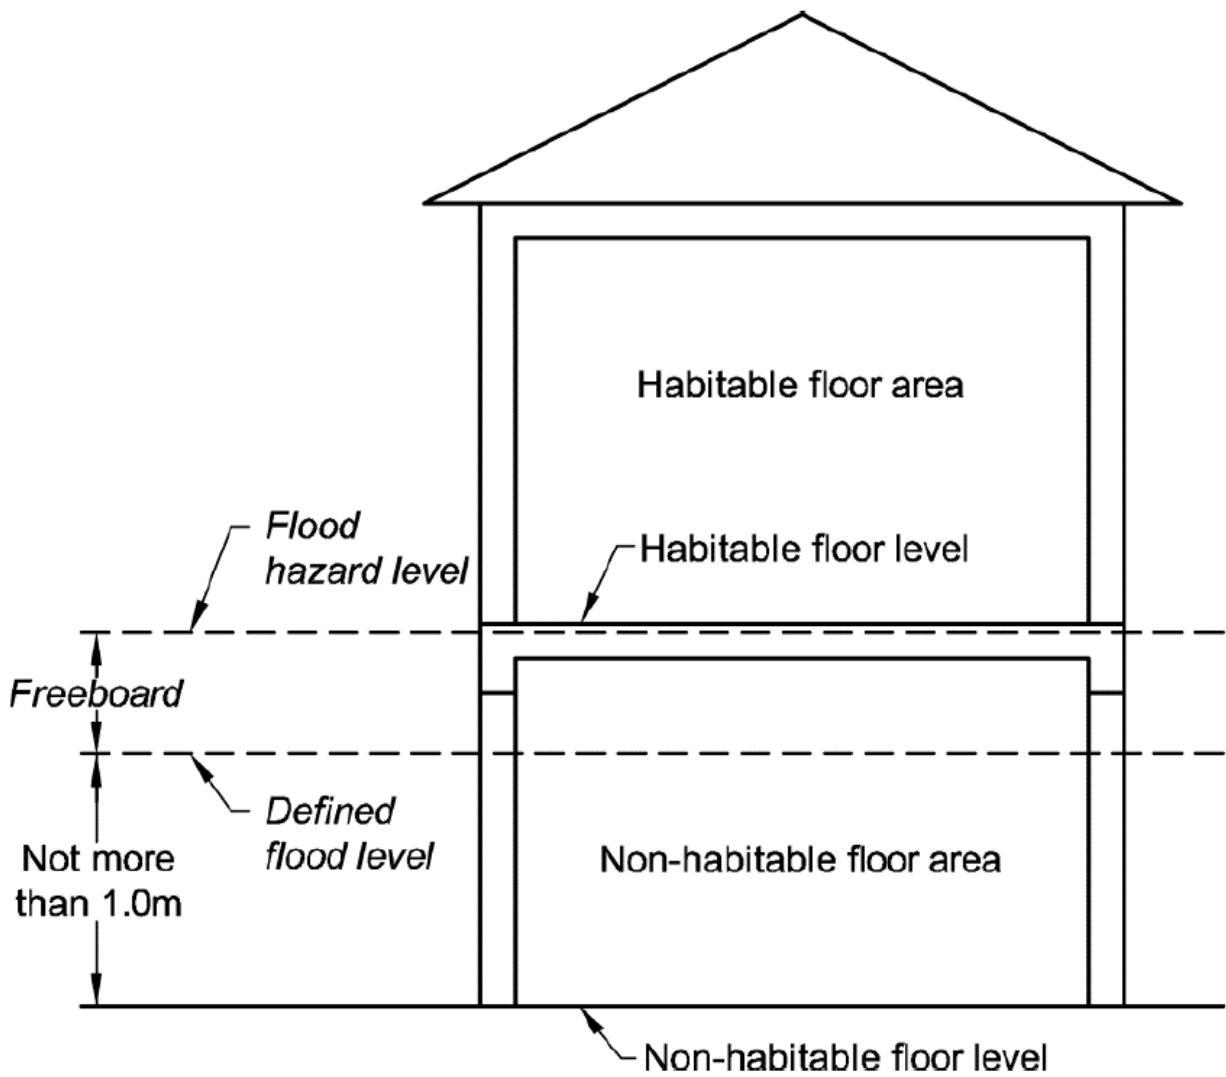 Habitable floor area
Flood
hazard level
Habitable floor level
Freeboard
Defined
flood level
Not more
than 1.0m
Non-habitable floor area
Non-habitable floor level